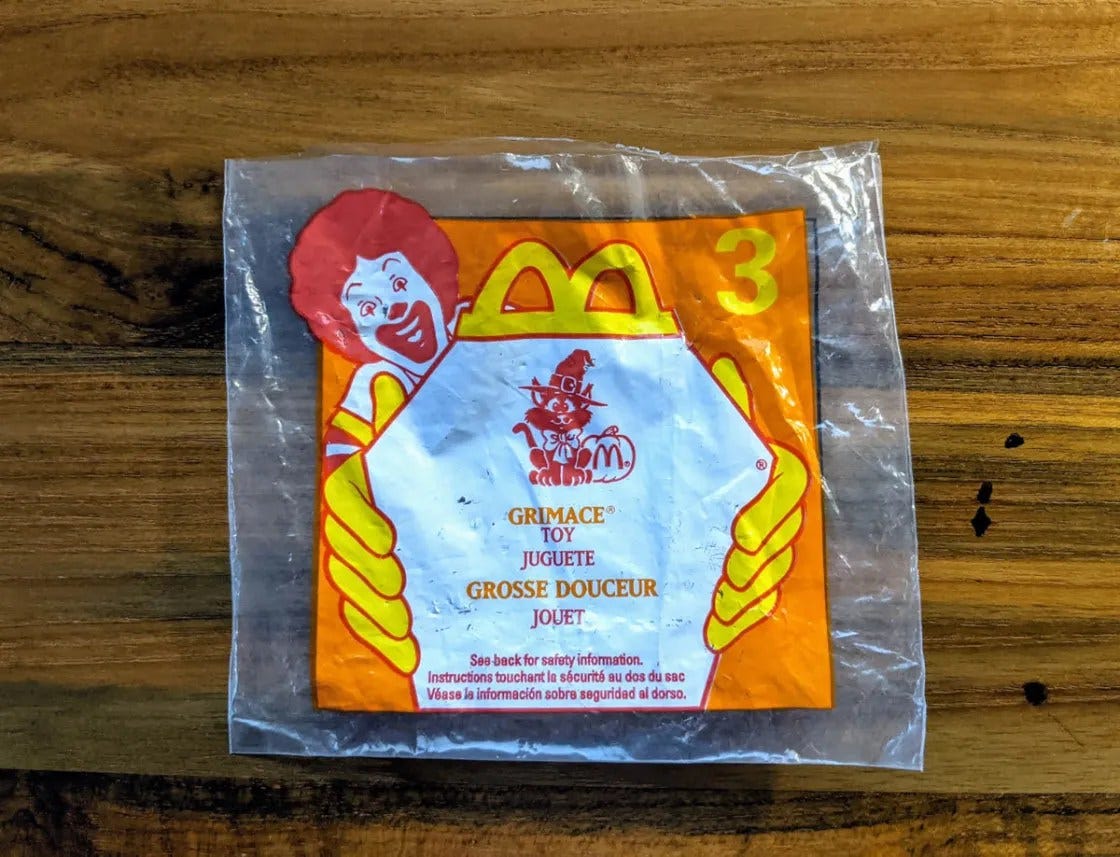 3
GRIMACE®
TOY
JUGUETE
GROSSE DOUCEUR
JOUET
®
See back for safety information.
Instructions touchant la sécurité au dos du sac
Véase la información sobre seguridad al dorso.